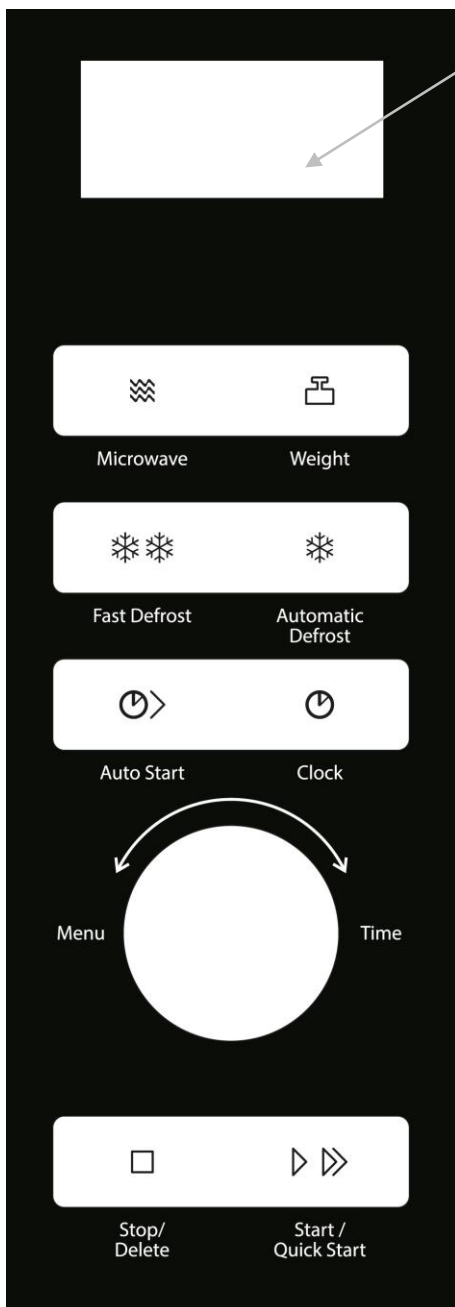 Microwave Weight
Fast Defrost Automatic
Defrost
Auto Start Clock
Menu Time
Stop/ Start /
Delete Quick Start